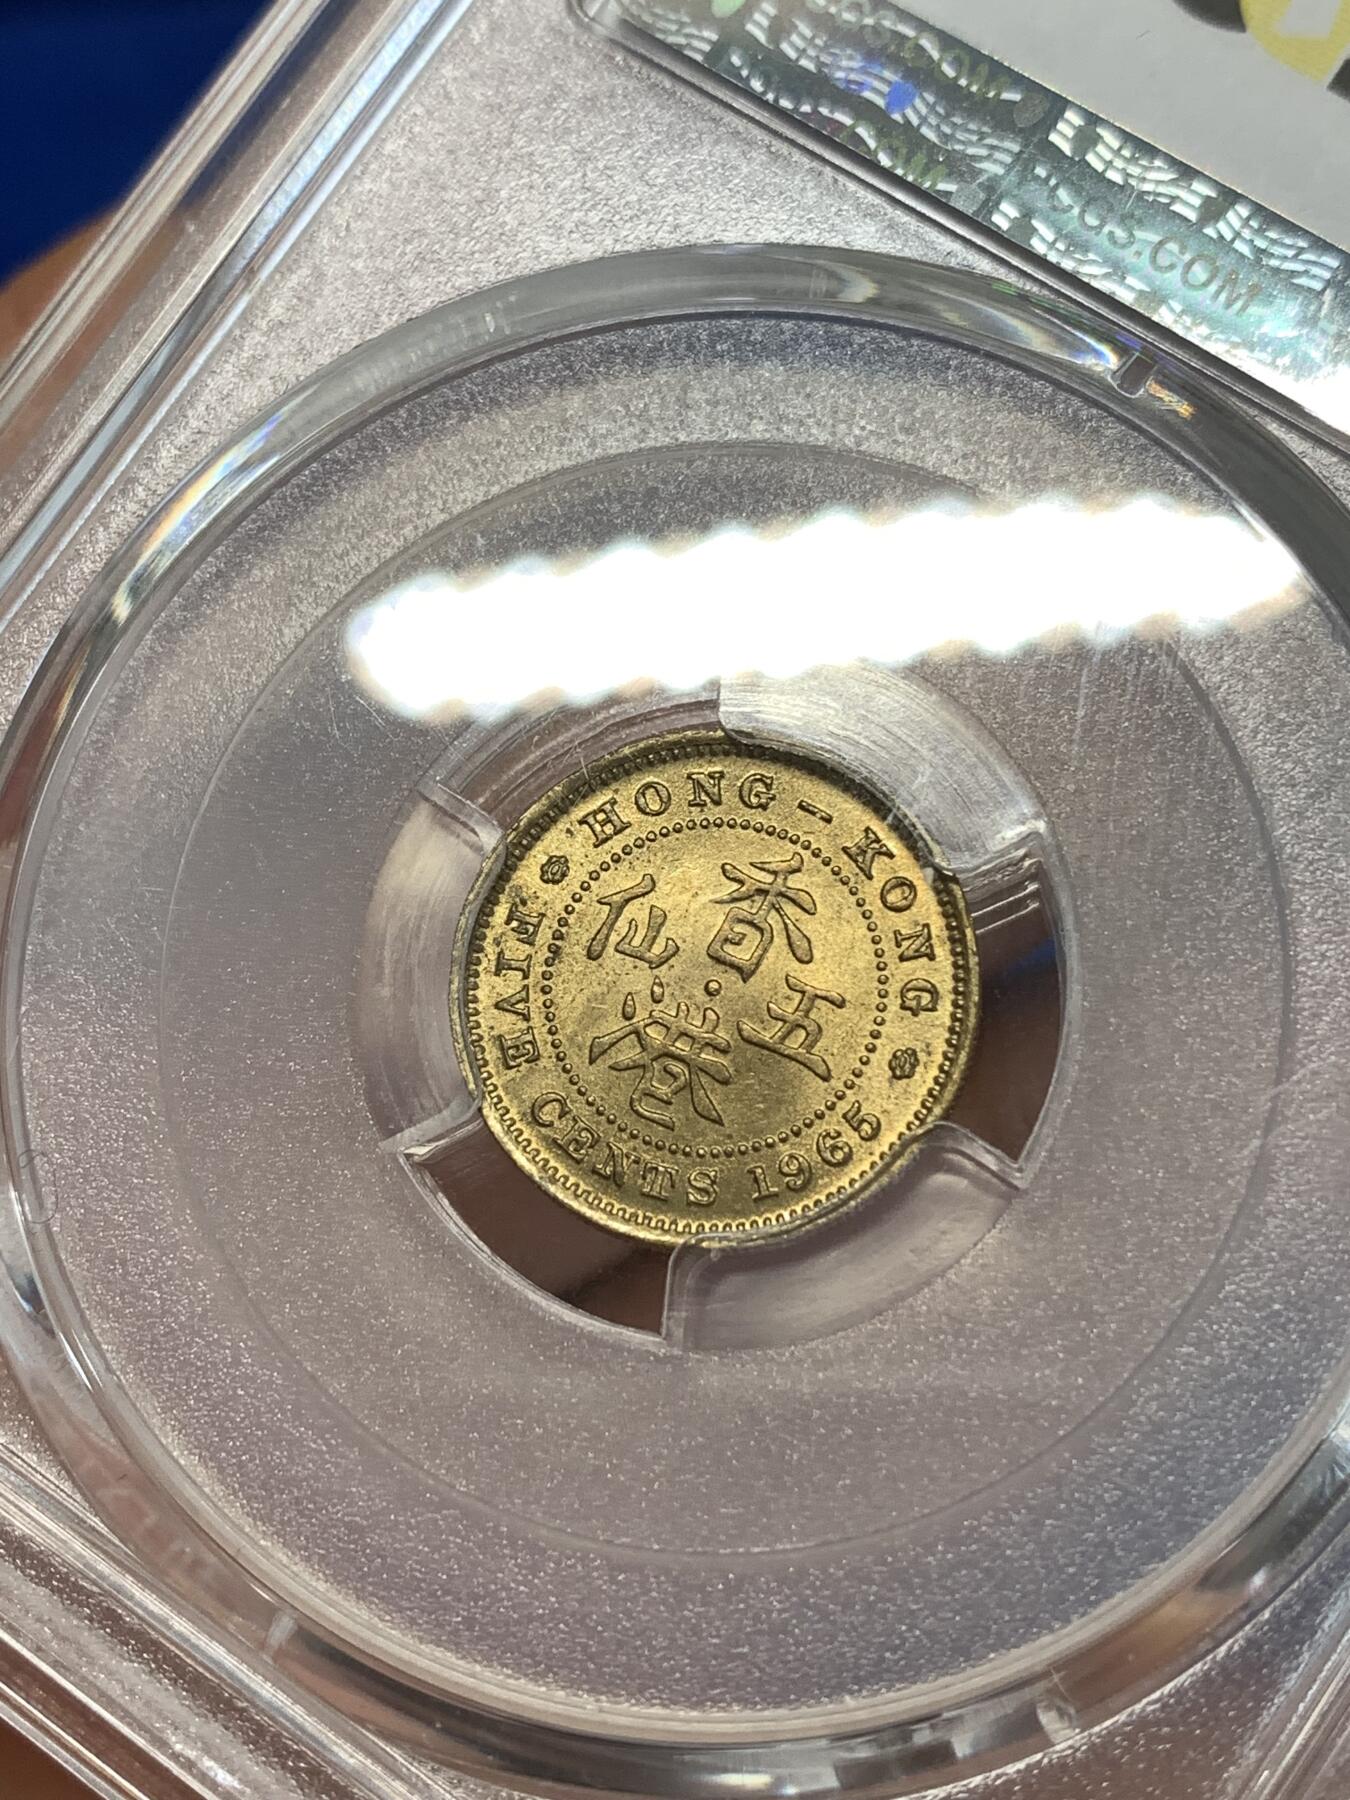 PCGS.COM
HONG-KONG
FIVE CENTS 1965
香港
五仙